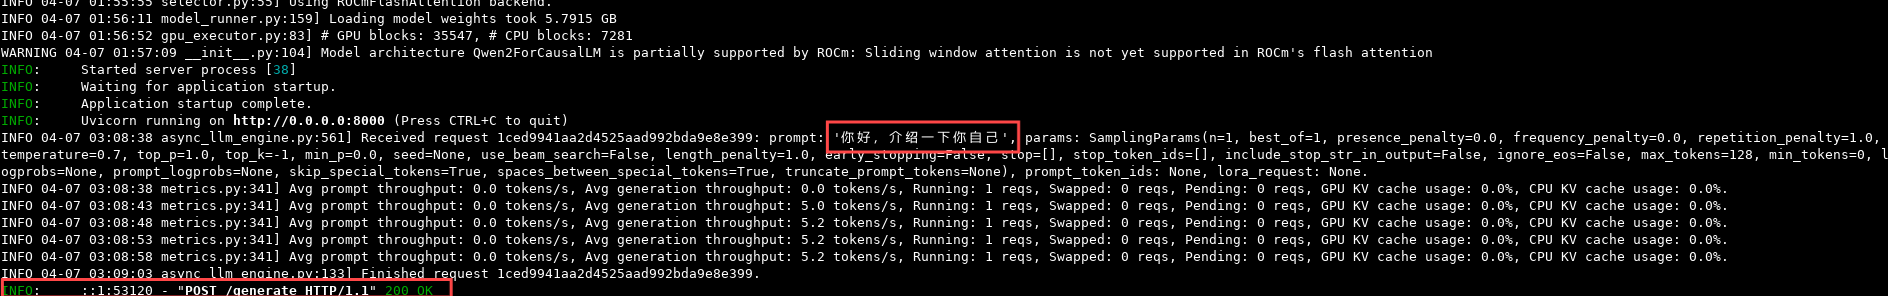 INFO 04-07 01:55:55 selector.py:55] Using ROCmFlashAttention backend.
INFO 04-07 01:56:11 model_runner.py:159] Loading model weights took 5.7915 GB
INFO 04-07 01:56:52 gpu_executor.py:83] # GPU blocks: 35547, # CPU blocks: 7281
WARNING 04-07 01:57:09 __init__.py:104] Model architecture Qwen2ForCausalLM is partially supported by ROCm: Sliding window attention is not yet supported in ROCm's flash attention
INFO:     Started server process [38]
INFO:     Waiting for application startup.
INFO:     Application startup complete.
INFO:     Uvicorn running on http://0.0.0.0:8000 (Press CTRL+C to quit)
INFO 04-07 03:08:38 async_llm_engine.py:561] Received request 1ced9941aa2d4525aad992bda9e8e399: prompt: '你好, 介绍一下你自己', params: SamplingParams(n=1, best_of=1, presence_penalty=0.0, frequency_penalty=0.0, repetition_penalty=1.0,
temperature=0.7, top_p=1.0, top_k=-1, min_p=0.0, seed=None, use_beam_search=False, length_penalty=1.0, early_stopping=False, stop=[], stop_token_ids=[], include_stop_str_in_output=False, ignore_eos=False, max_tokens=128, min_tokens=0, l
ogprobs=None, prompt_logprobs=None, skip_special_tokens=True, spaces_between_special_tokens=True, truncate_prompt_tokens=None), prompt_token_ids: None, lora_request: None.
INFO 04-07 03:08:38 metrics.py:341] Avg prompt throughput: 0.0 tokens/s, Avg generation throughput: 0.0 tokens/s, Running: 1 reqs, Swapped: 0 reqs, Pending: 0 reqs, GPU KV cache usage: 0.0%, CPU KV cache usage: 0.0%.
INFO 04-07 03:08:43 metrics.py:341] Avg prompt throughput: 0.0 tokens/s, Avg generation throughput: 5.0 tokens/s, Running: 1 reqs, Swapped: 0 reqs, Pending: 0 reqs, GPU KV cache usage: 0.0%, CPU KV cache usage: 0.0%.
INFO 04-07 03:08:48 metrics.py:341] Avg prompt throughput: 0.0 tokens/s, Avg generation throughput: 5.2 tokens/s, Running: 1 reqs, Swapped: 0 reqs, Pending: 0 reqs, GPU KV cache usage: 0.0%, CPU KV cache usage: 0.0%.
INFO 04-07 03:08:53 metrics.py:341] Avg prompt throughput: 0.0 tokens/s, Avg generation throughput: 5.2 tokens/s, Running: 1 reqs, Swapped: 0 reqs, Pending: 0 reqs, GPU KV cache usage: 0.0%, CPU KV cache usage: 0.0%.
INFO 04-07 03:08:58 metrics.py:341] Avg prompt throughput: 0.0 tokens/s, Avg generation throughput: 5.2 tokens/s, Running: 1 reqs, Swapped: 0 reqs, Pending: 0 reqs, GPU KV cache usage: 0.0%, CPU KV cache usage: 0.0%.
INFO 04-07 03:09:03 async_llm_engine.py:133] Finished request 1ced9941aa2d4525aad992bda9e8e399.
INFO:     ::1:53120 - "POST /generate HTTP/1.1" 200 OK